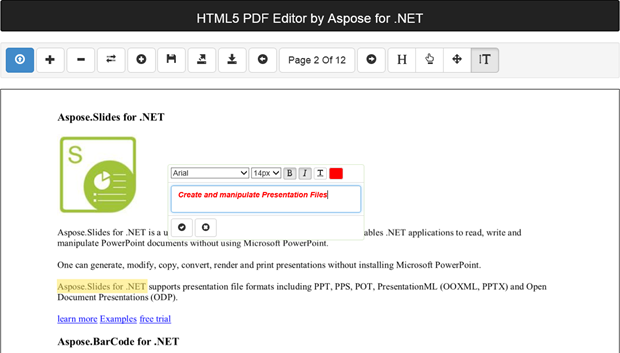 HTML5 PDF Editor by Aspose for .NET
Page 2 Of 12
H
T
Aspose.Slides for .NET
S
Arial 14px B I T
Create and manipulate Presentation Files
Aspose.Slides for .NET is a u ables .NET applications to read, write and
manipulate PowerPoint documents without using Microsoft PowerPoint.
One can generate, modify, copy, convert, render and print presentations without installing Microsoft PowerPoint.
Aspose.Slides for .NET supports presentation file formats including PPT, PPS, POT, PresentationML (OOXML, PPTX) and Open
Document Presentations (ODP).
learn more Examples free trial
Aspose.BarCode for .NET